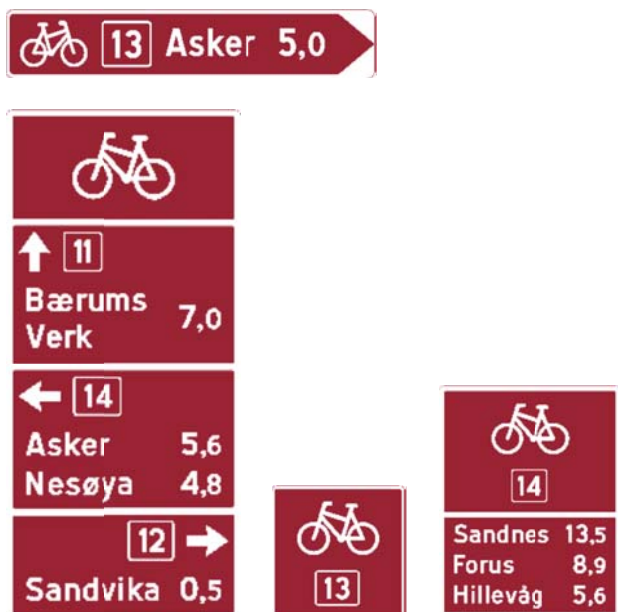 13 Asker 5,0
11
Bærums
Verk 7,0
14
Asker 5,6
Nesøya 4,8
12
Sandvika 0,5
13
14
Sandnes 13,5
Forus 8,9
Hillevåg 5,6